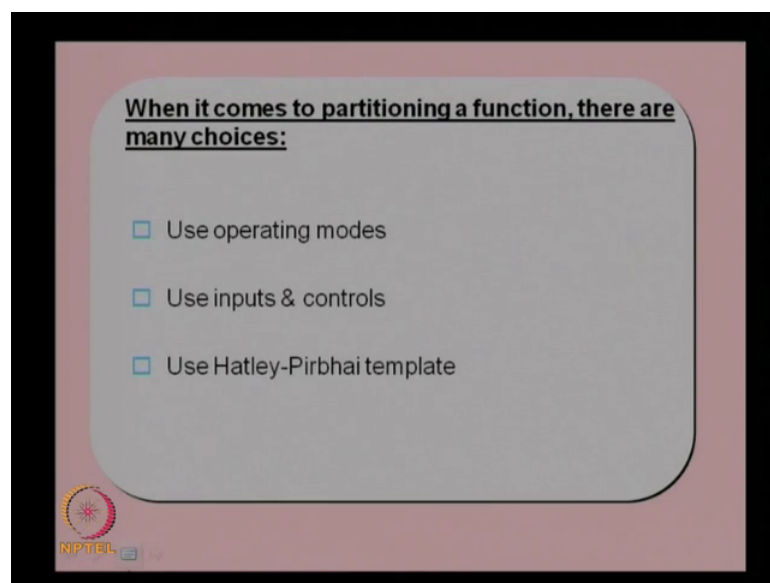 When it comes to partitioning a function, there are
many choices:
Use operating modes
Use inputs & controls
Use Hatley-Pirbhai template
NPTEL